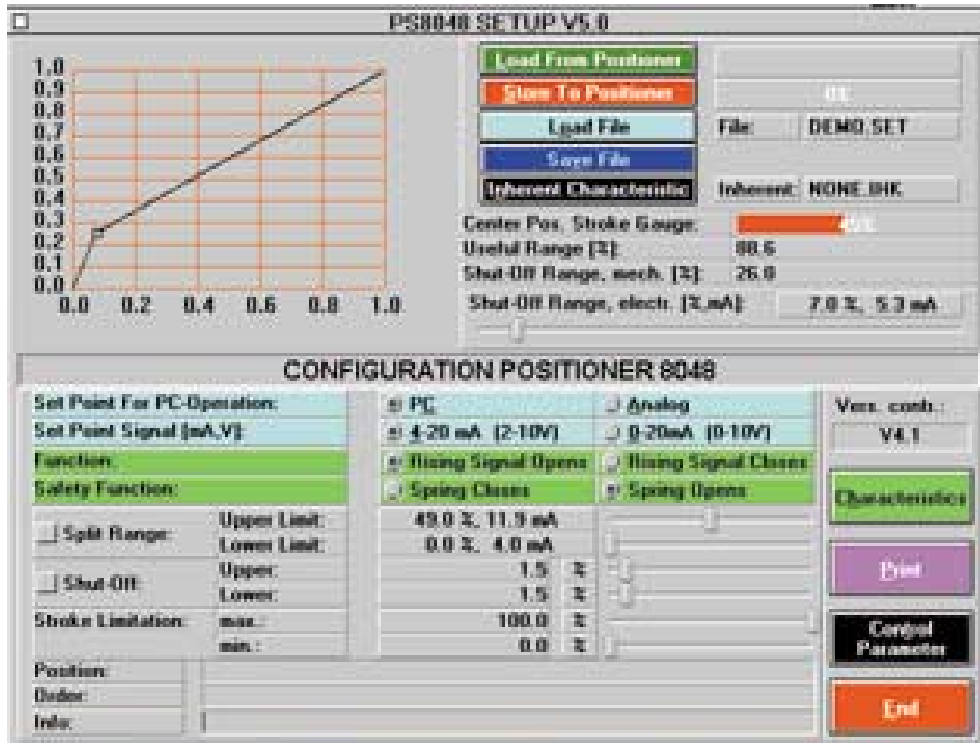 PS8048 SETUP V5.0
1.0
0.9
0.8
0.7
0.6
0.5
0.4
0.3
0.2
0.1
0.0
0.0 0.2 0.4 0.6 0.8 1.0
Load From Positioner
Store To Positioner
Load File
File: DEMO.SET
Save File
Inherent Characteristic
Inherent: NONE.IHK
Center Pos. Stroke Gauge:
Useful Range [%]: 88.6
Shut-Off Range, mech. [%]: 26.0
Shut-Off Range, electr. [%,mA]: 7.0 %, 5.3 mA
CONFIGURATION POSITIONER 8048
Set Point For PC-Operation: PC Analog
Set Point Signal [mA,V]: 4-20 mA (2-10V) 0-20mA (0-10V)
Function: Rising Signal Opens Rising Signal Closes
Safety Function: Spring Closes Spring Opens
Split Range: Upper Limit: 49.0 %, 11.9 mA
Lower Limit: 0.0 %, 4.0 mA
Shut-Off: Upper: 1.5 %
Lower: 1.5 %
Stroke Limitation: max.: 100.0 %
min.: 0.0 %
Position:
Order:
Info:
Vers. contr.:
V4.1
Characteristics
Print
Control
Parameter
End